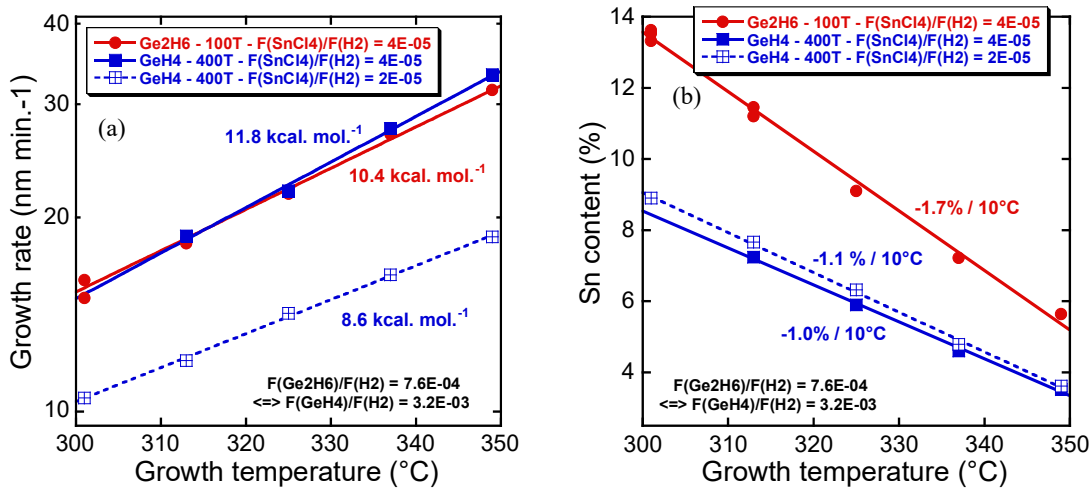 Ge2H6 - 100T - F(SnCl4)/F(H2) = 4E-05
GeH4 - 400T - F(SnCl4)/F(H2) = 4E-05
GeH4 - 400T - F(SnCl4)/F(H2) = 2E-05
(a)
11.8 kcal. mol.-1
10.4 kcal. mol.-1
8.6 kcal. mol.-1
F(Ge2H6)/F(H2) = 7.6E-04
<=> F(GeH4)/F(H2) = 3.2E-03
Growth rate (nm min.-1)
40
30
20
10
300
310
320
330
340
350
Growth temperature (°C)
Ge2H6 - 100T - F(SnCl4)/F(H2) = 4E-05
GeH4 - 400T - F(SnCl4)/F(H2) = 4E-05
GeH4 - 400T - F(SnCl4)/F(H2) = 2E-05
(b)
-1.7% / 10°C
-1.1 % / 10°C
-1.0% / 10°C
F(Ge2H6)/F(H2) = 7.6E-04
<=> F(GeH4)/F(H2) = 3.2E-03
Sn content (%)
14
12
10
8
6
4
300
310
320
330
340
350
Growth temperature (°C)